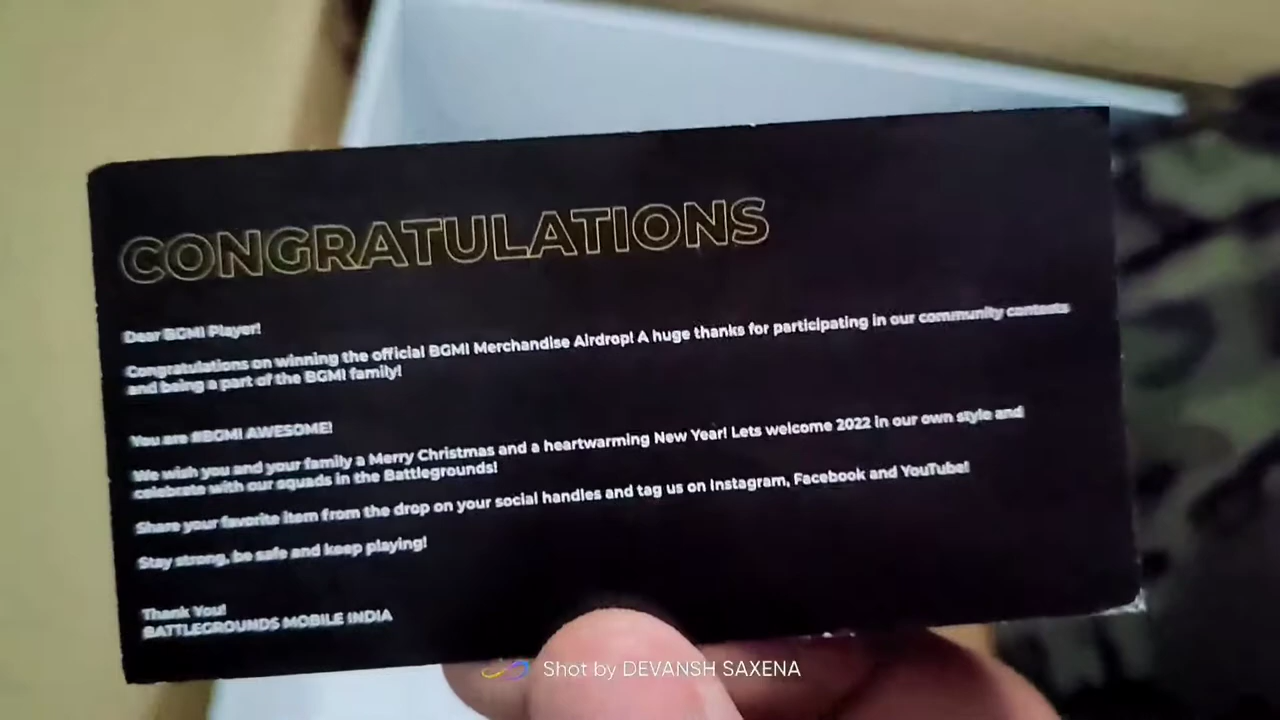 CONGRATULATIONS
Dear BGMI Player!
Congratulations on winning the official BGMI Merchandise Airdrop! A huge thanks for participating in our community contests
and being a part of the BGMI family!
You are #BGMI AWESOME!
We wish you and your family a Merry Christmas and a heartwarming New Year! Lets welcome 2022 in our own style and
celebrate with our squads in the Battlegrounds!
Share your favorite item from the drop on your social handles and tag us on Instagram, Facebook and YouTube!
Stay strong, be safe and keep playing!
Thank You!
BATTLEGROUNDS MOBILE INDIA
Shot by DEVANSH SAXENA